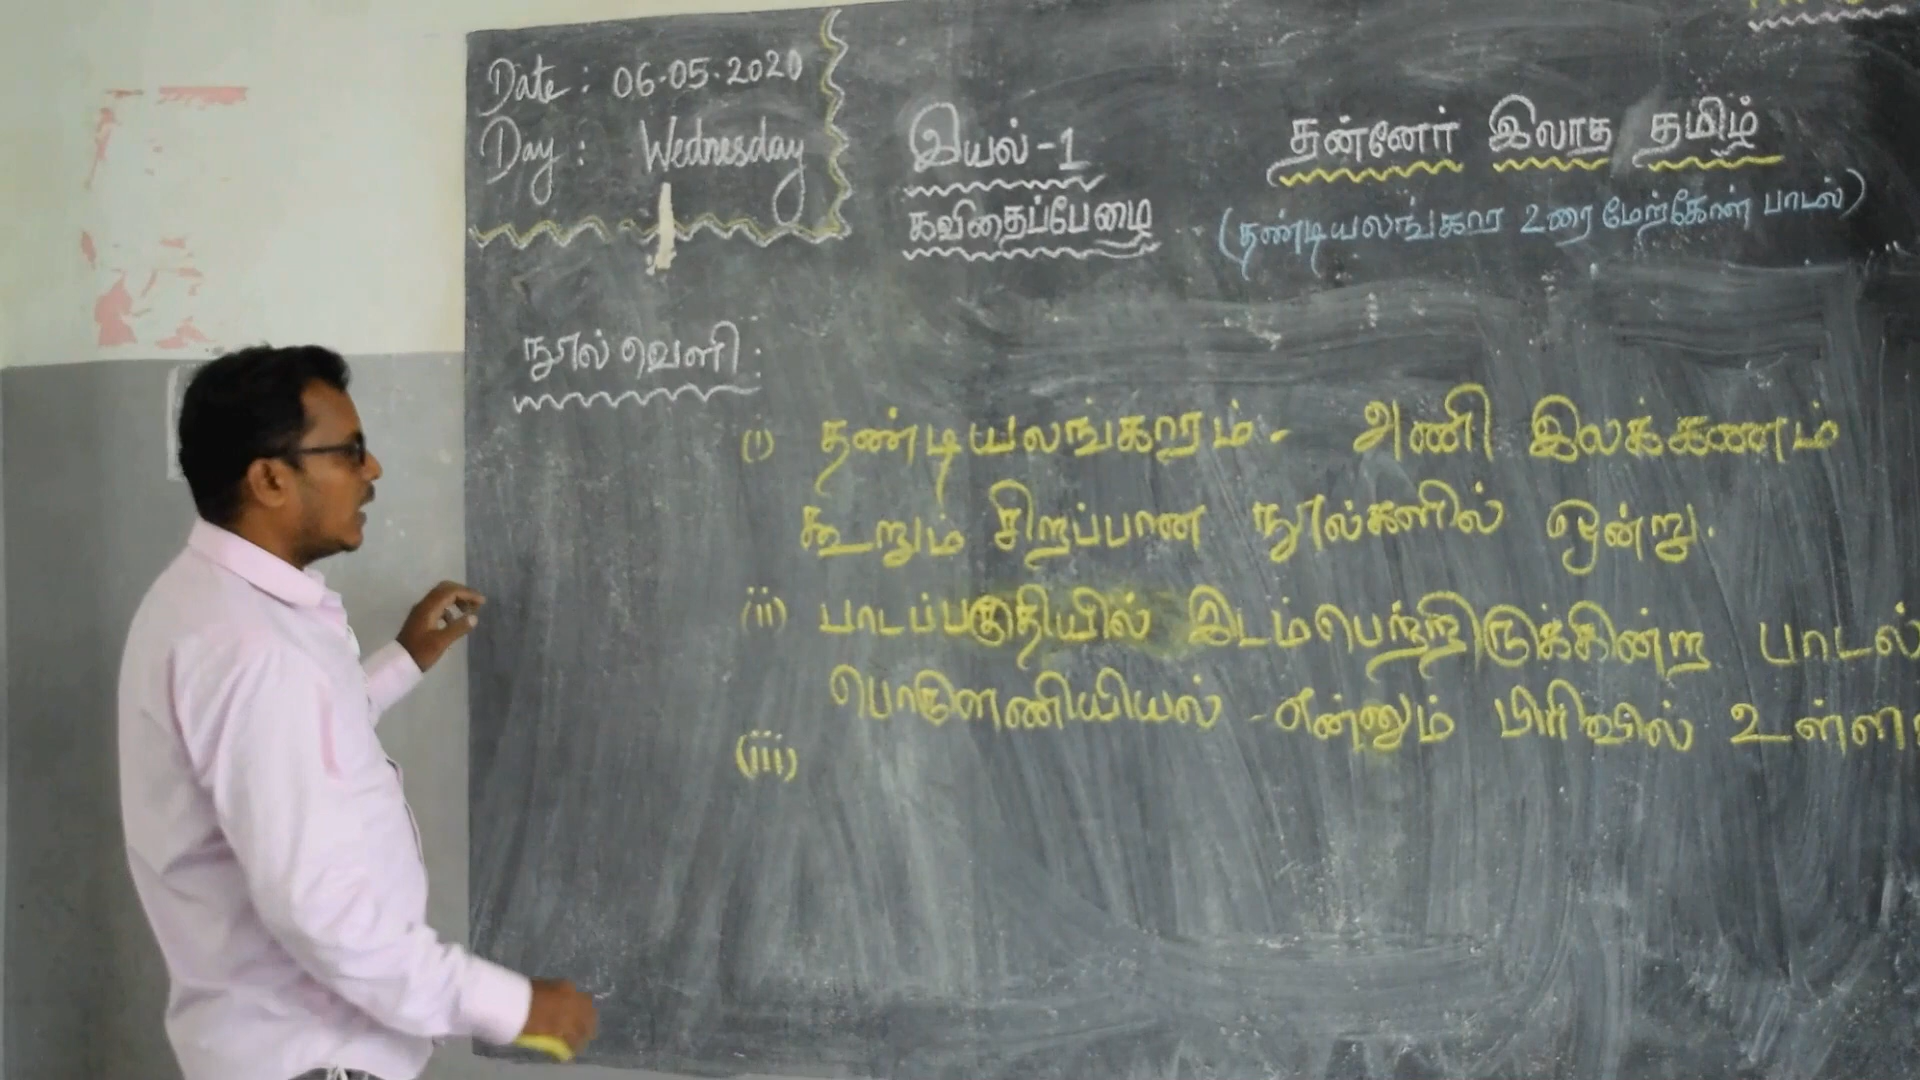 Date : 06.05.2020
Day : Wednesday
இயல் -1
கவிதைப்பேழை
தன்னேர் இலாத தமிழ்
(தண்டியலங்கார உரை மேற்கோள் பாடல்)
நூல் வெளி :
(i) தண்டியலங்காரம் - அணி இலக்கணம்
கூறும் சிறப்பான நூல்களில் ஒன்று.
(ii) பாடப்பகுதியில் இடம்பெற்றிருக்கின்ற பாடல்
பொருளணியியல் - என்னும் பிரிவில்
(iii)